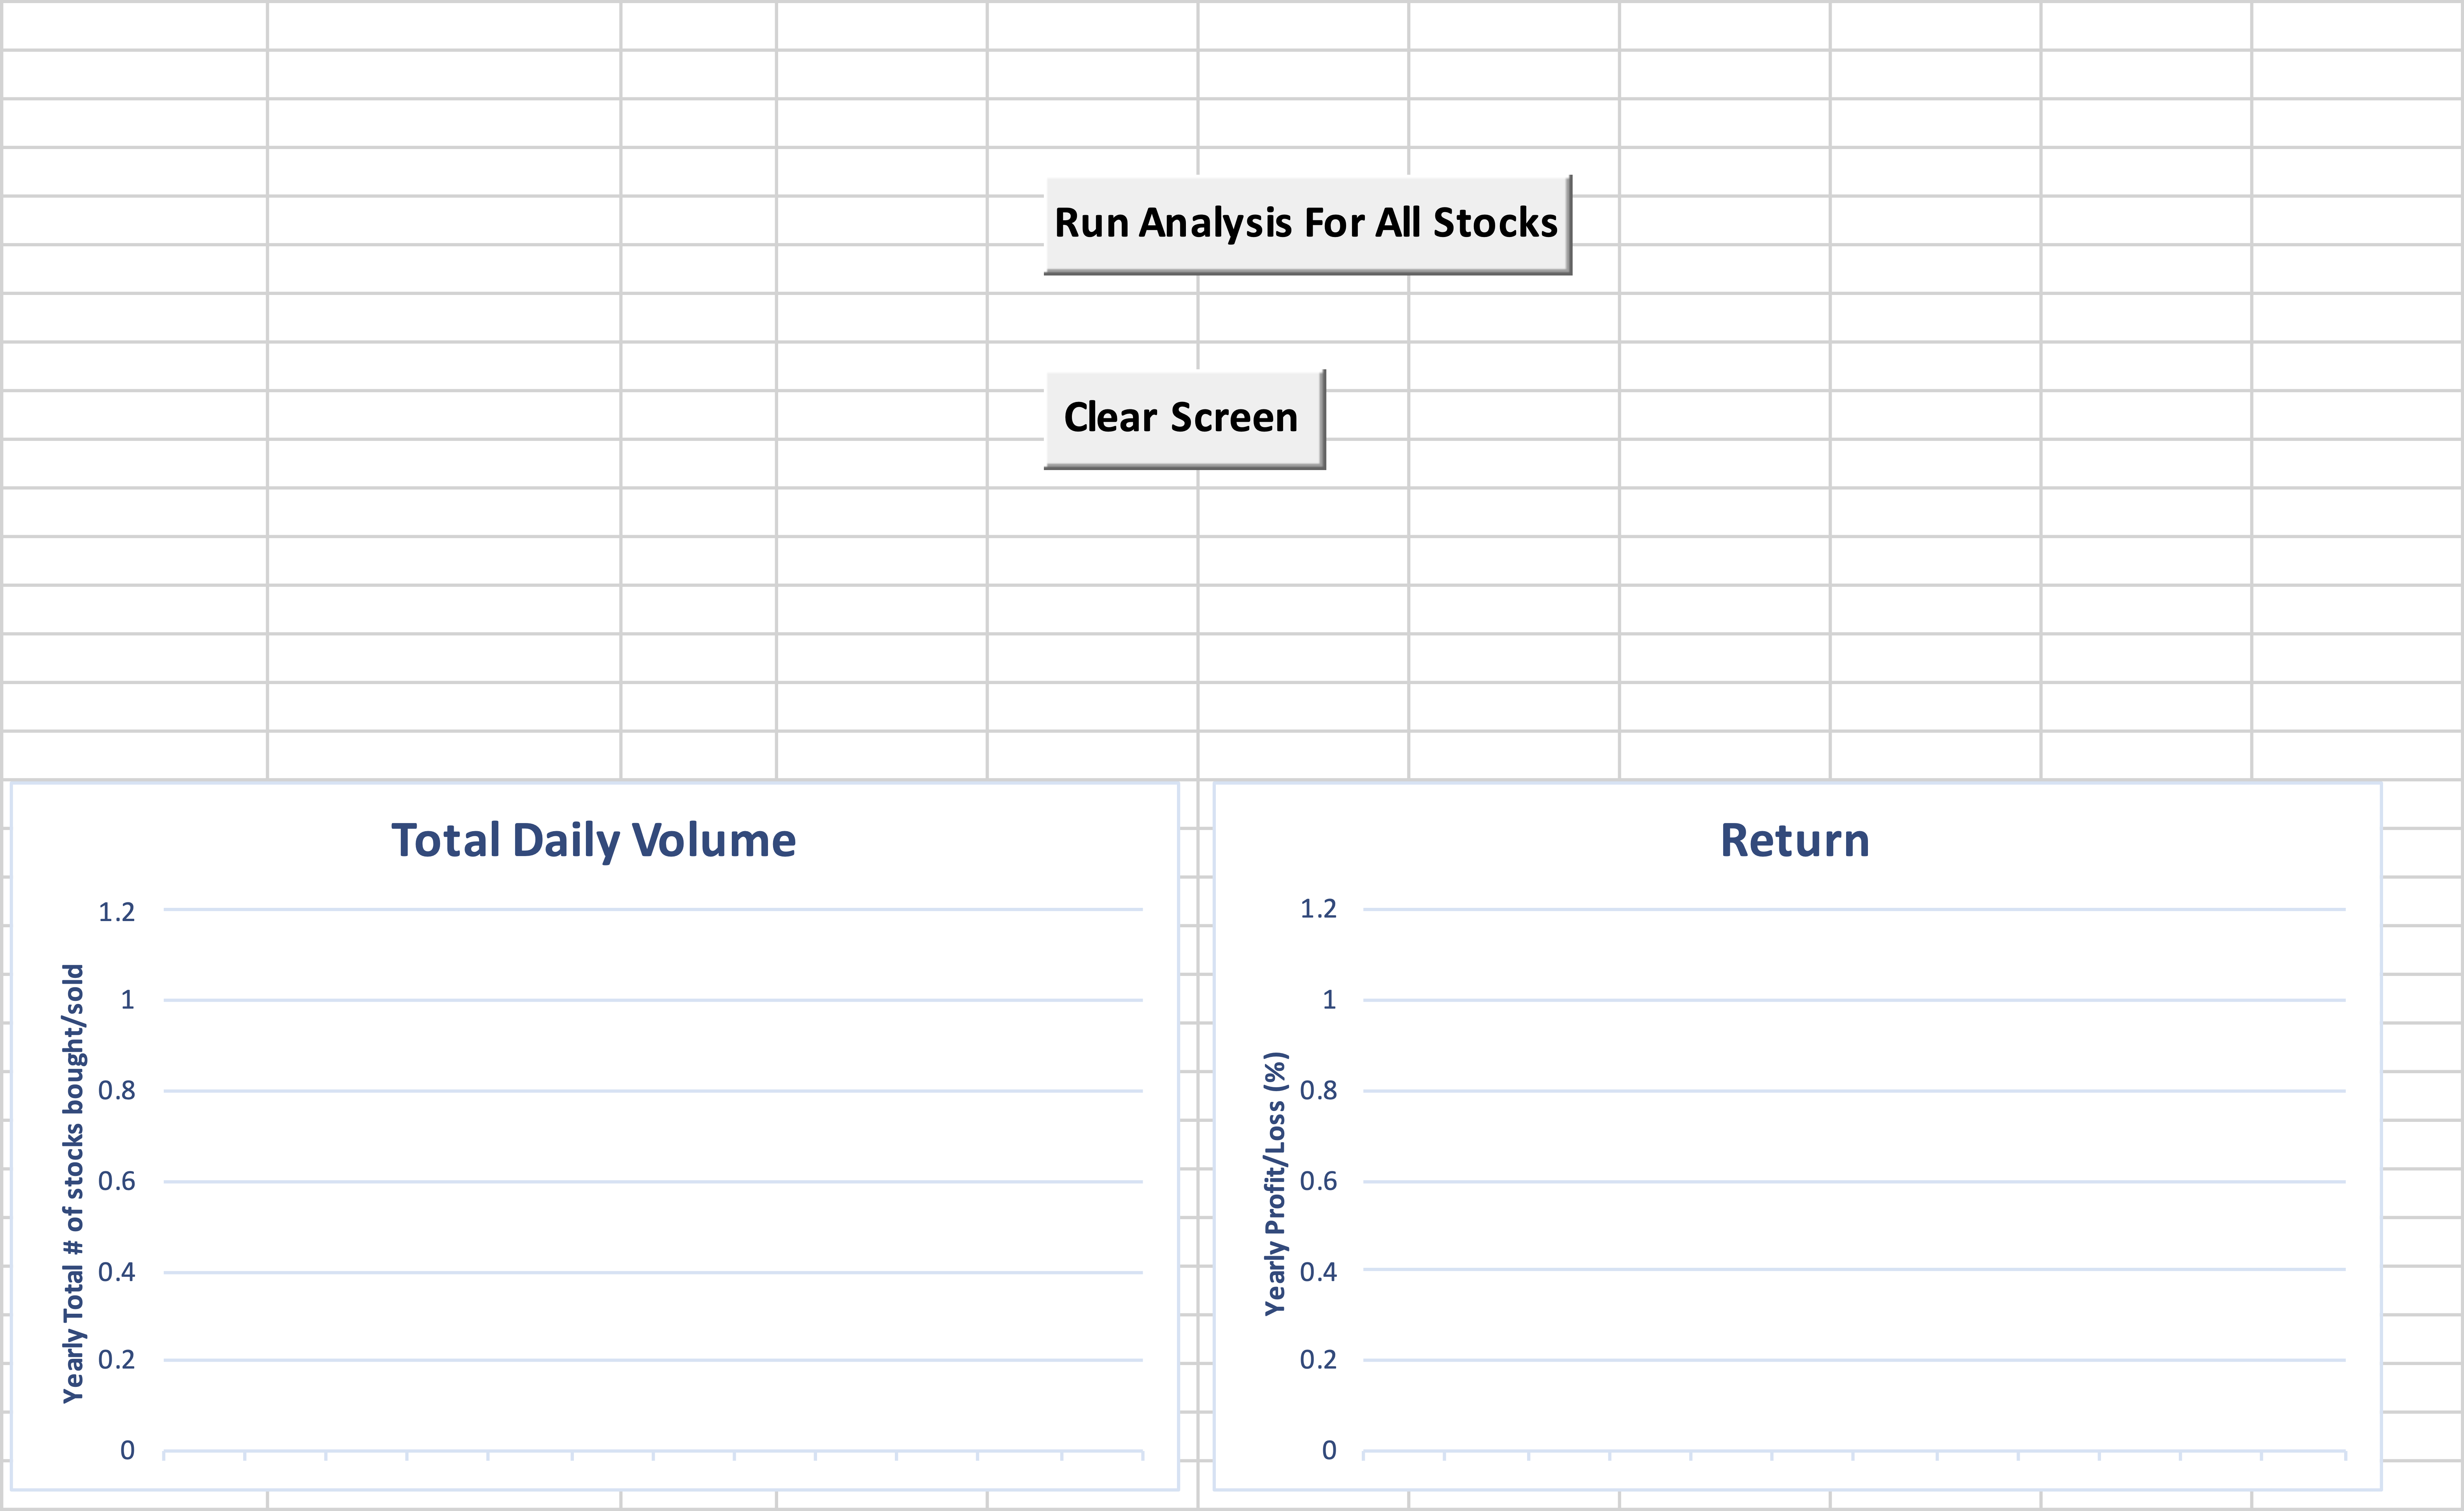 Run Analysis For All Stocks
Clear Screen
Total Daily Volume
Yearly Total # of stocks bought/sold
1.2
1
0.8
0.6
0.4
0.2
0
Return
Yearly Profit/Loss (%)
1.2
1
0.8
0.6
0.4
0.2
0